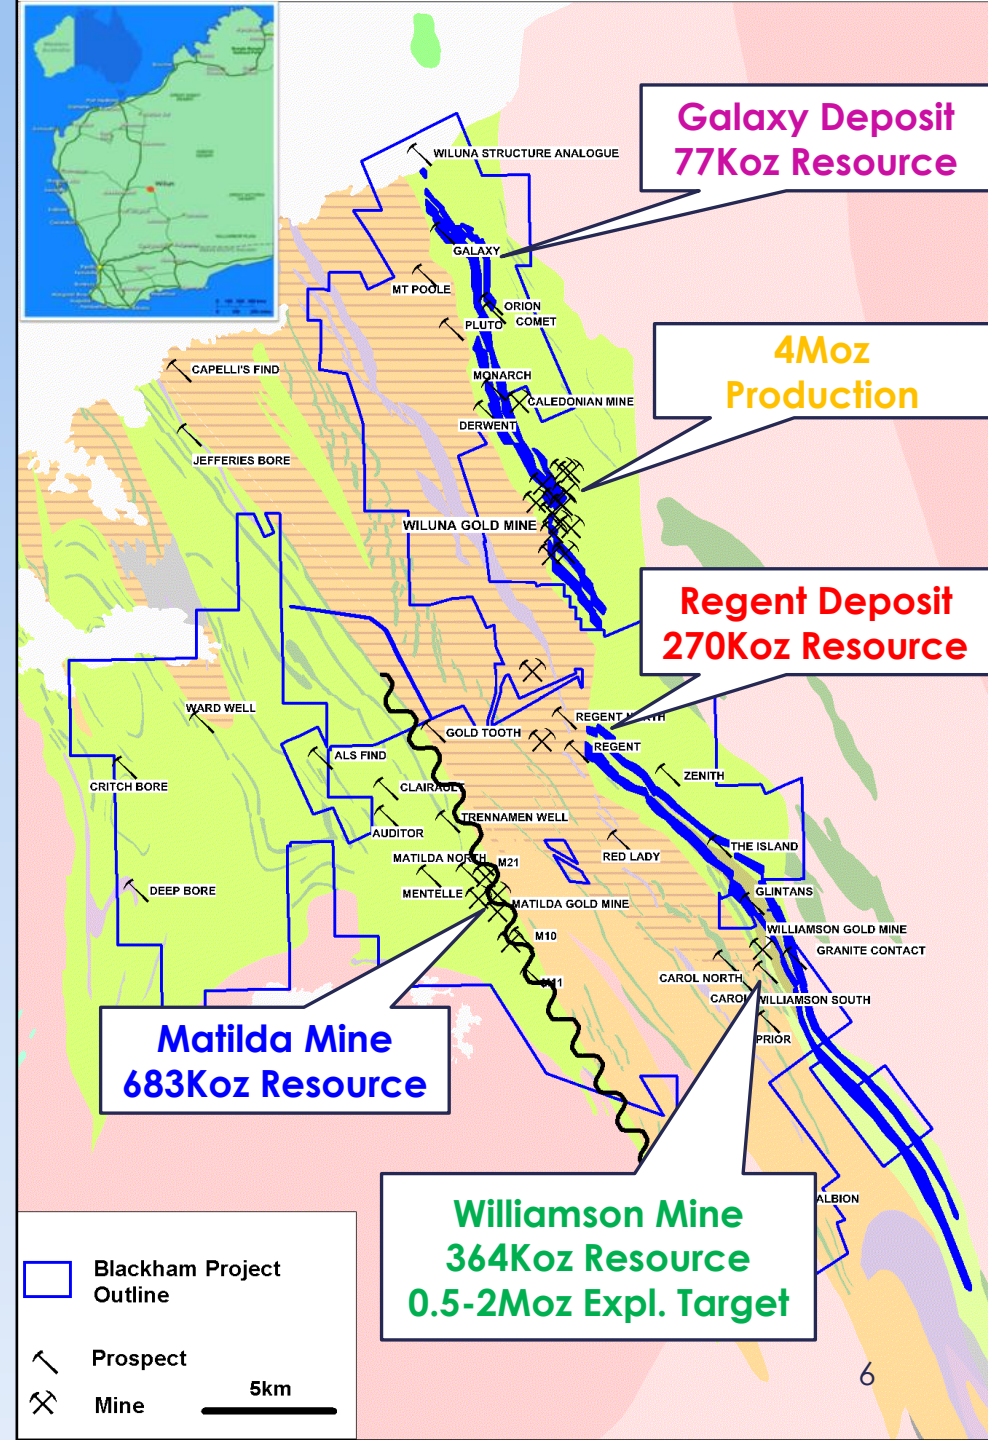 Galaxy Deposit
77Koz Resource
WILUNA STRUCTURE ANALOGUE
GALAXY
MT POOLE
ORION
COMET
PLUTO
4Moz
Production
CAPELLI'S FIND
MONARCH
CALEDONIAN MINE
DERWENT
JEFFERIES BORE
WILUNA GOLD MINE
Regent Deposit
270Koz Resource
WARD WELL
REGENT NORTH
GOLD TOOTH
REGENT
ALS FIND
ZENITH
CRITCH BORE
CLAIRAULT
AUDITOR
TRENNAMEN WELL
RED LADY
THE ISLAND
MATILDA NORTH
M21
DEEP BORE
MENTELLE
GLINTANS
MATILDA GOLD MINE
WILLIAMSON GOLD MINE
M10
GRANITE CONTACT
CAROL NORTH
CAROL
WILLIAMSON SOUTH
PRIOR
Matilda Mine
683Koz Resource
ALBION
Williamson Mine
364Koz Resource
0.5-2Moz Expl. Target
Blackham Project
Outline
Prospect
Mine
5km
6